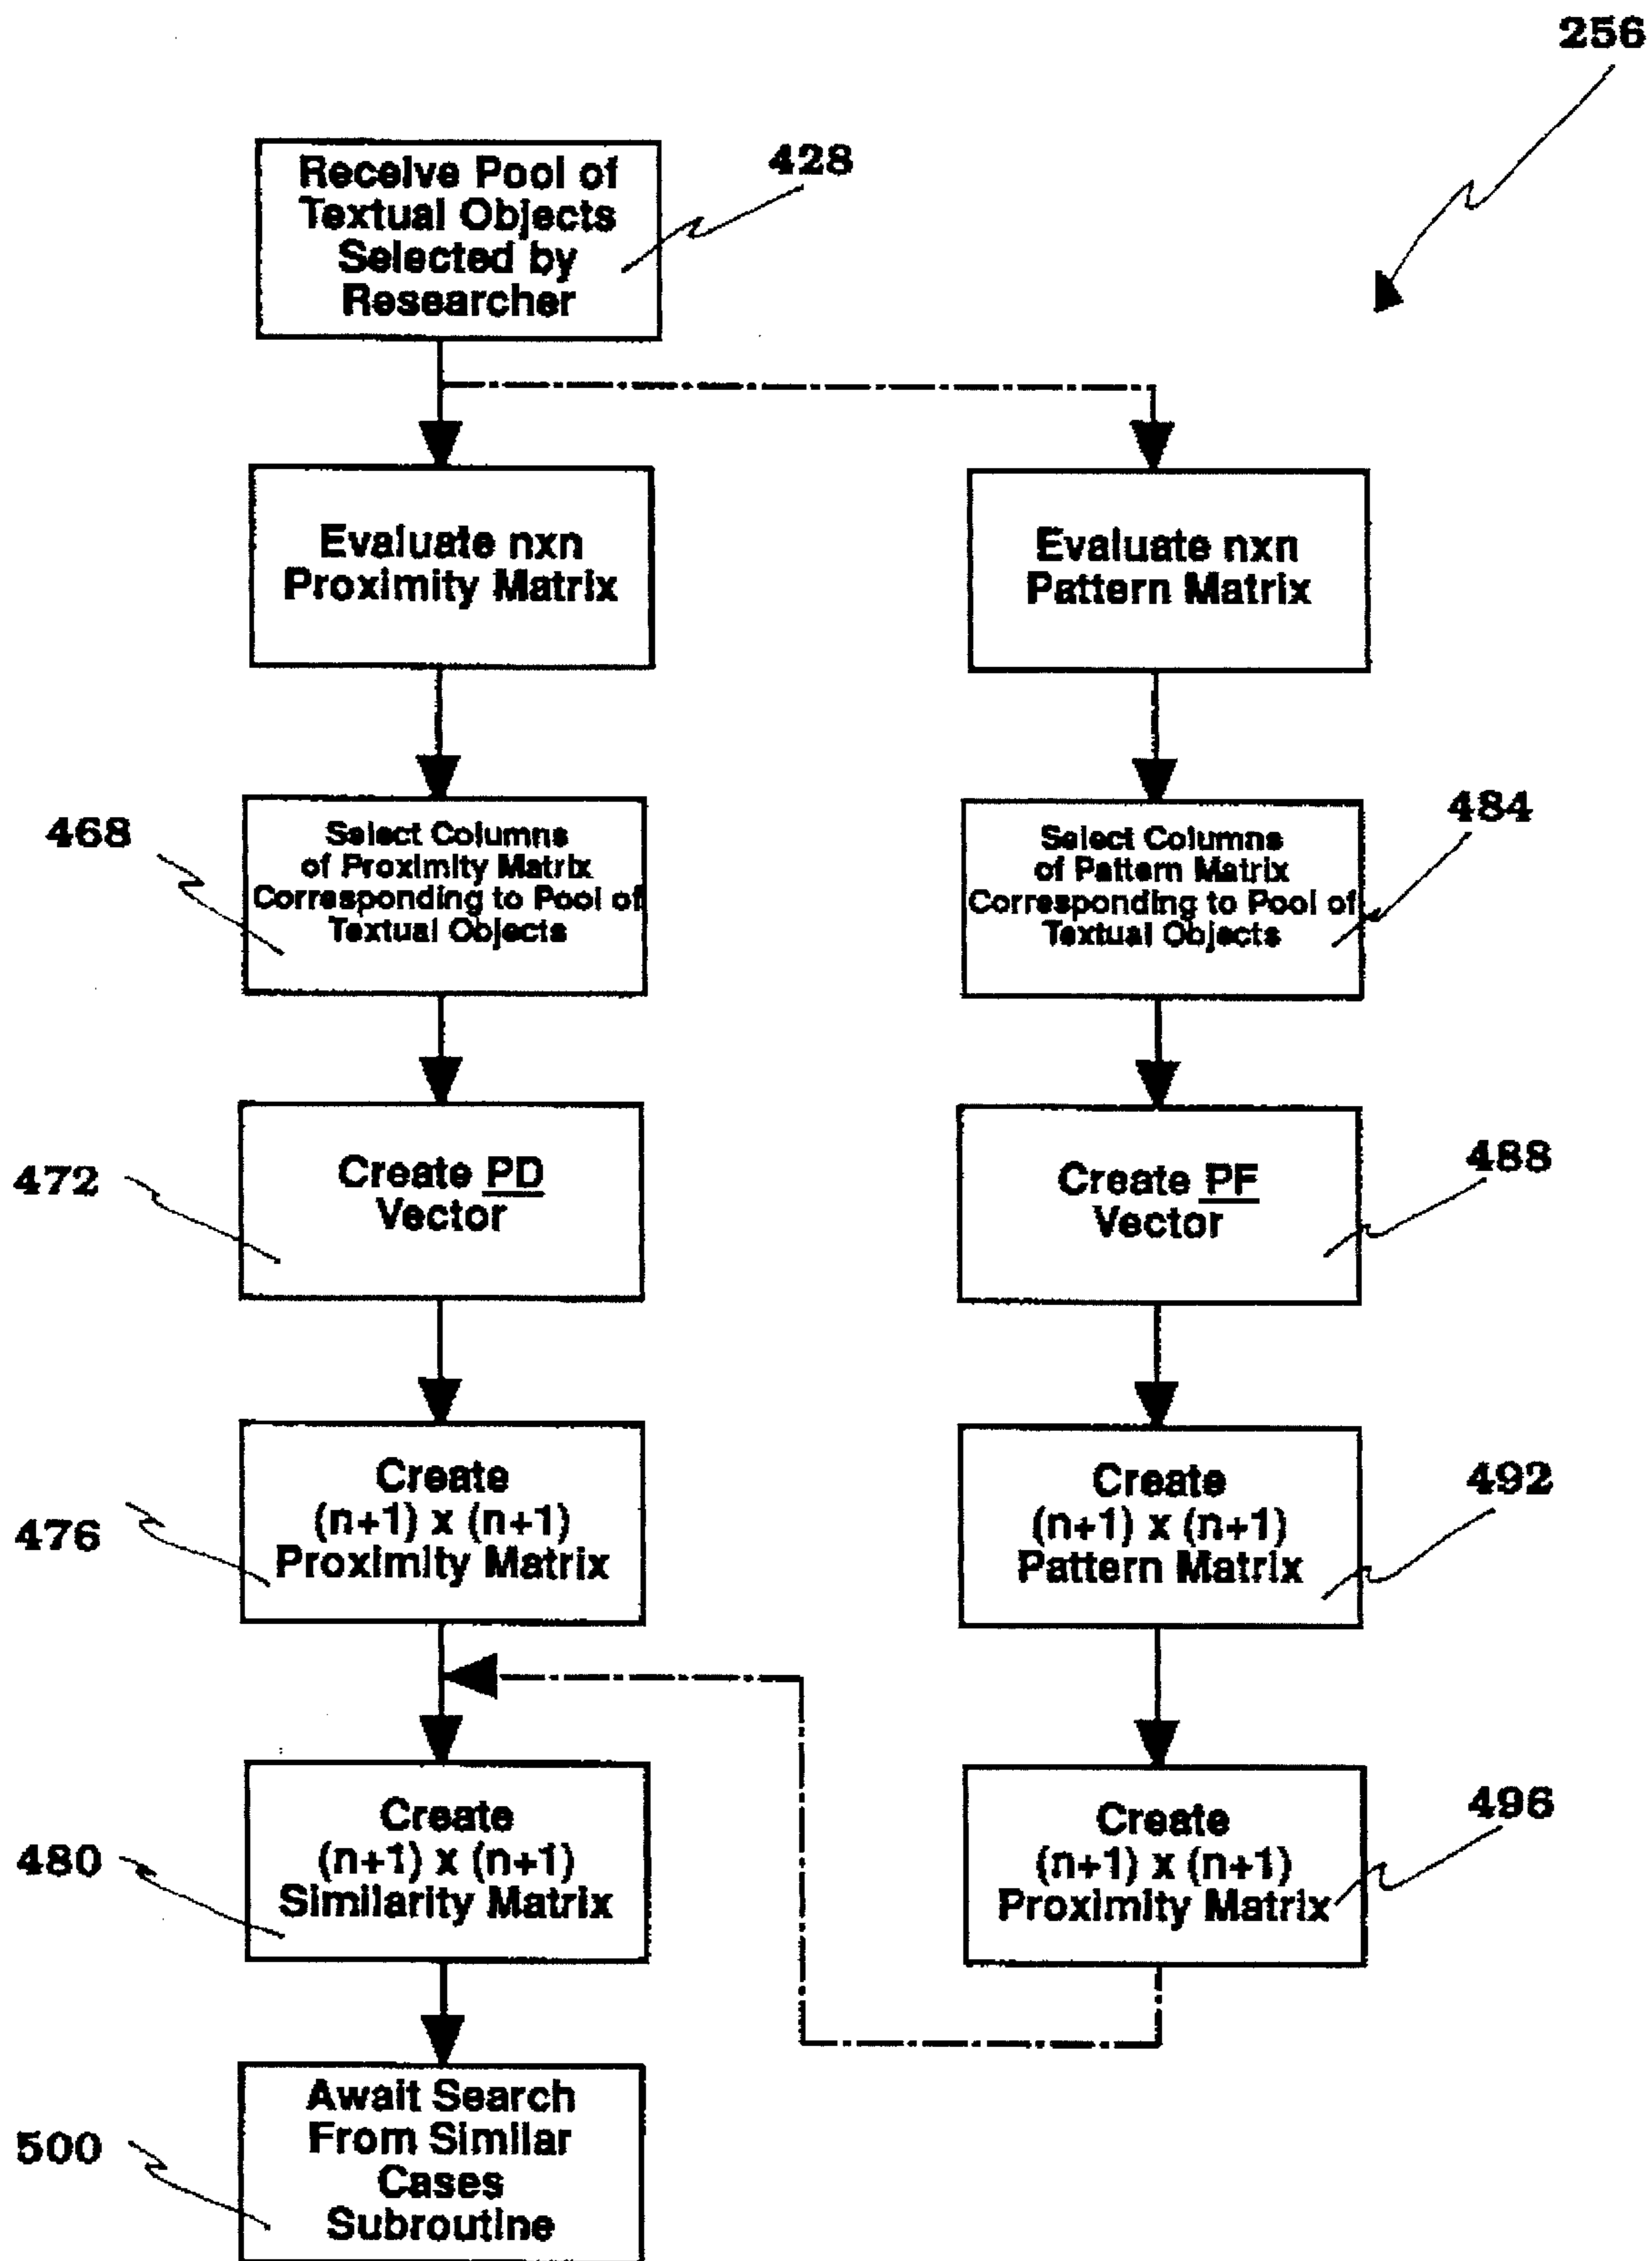 256
Receive Pool of
Textual Objects
Selected by
Researcher
428
Evaluate nxn
Proximity Matrix
Evaluate nxn
Pattern Matrix
468
Select Columns
of Proximity Matrix
Corresponding to Pool of
Textual Objects
Select Columns
of Pattern Matrix
Corresponding to Pool of
Textual Objects
484
472
Create PD
Vector
Create PF
Vector
488
476
Create
(n+1) x (n+1)
Proximity Matrix
Create
(n+1) x (n+1)
Pattern Matrix
492
480
Create
(n+1) x (n+1)
Similarity Matrix
Create
(n+1) x (n+1)
Proximity Matrix
496
500
Await Search
From Similar
Cases
Subroutine